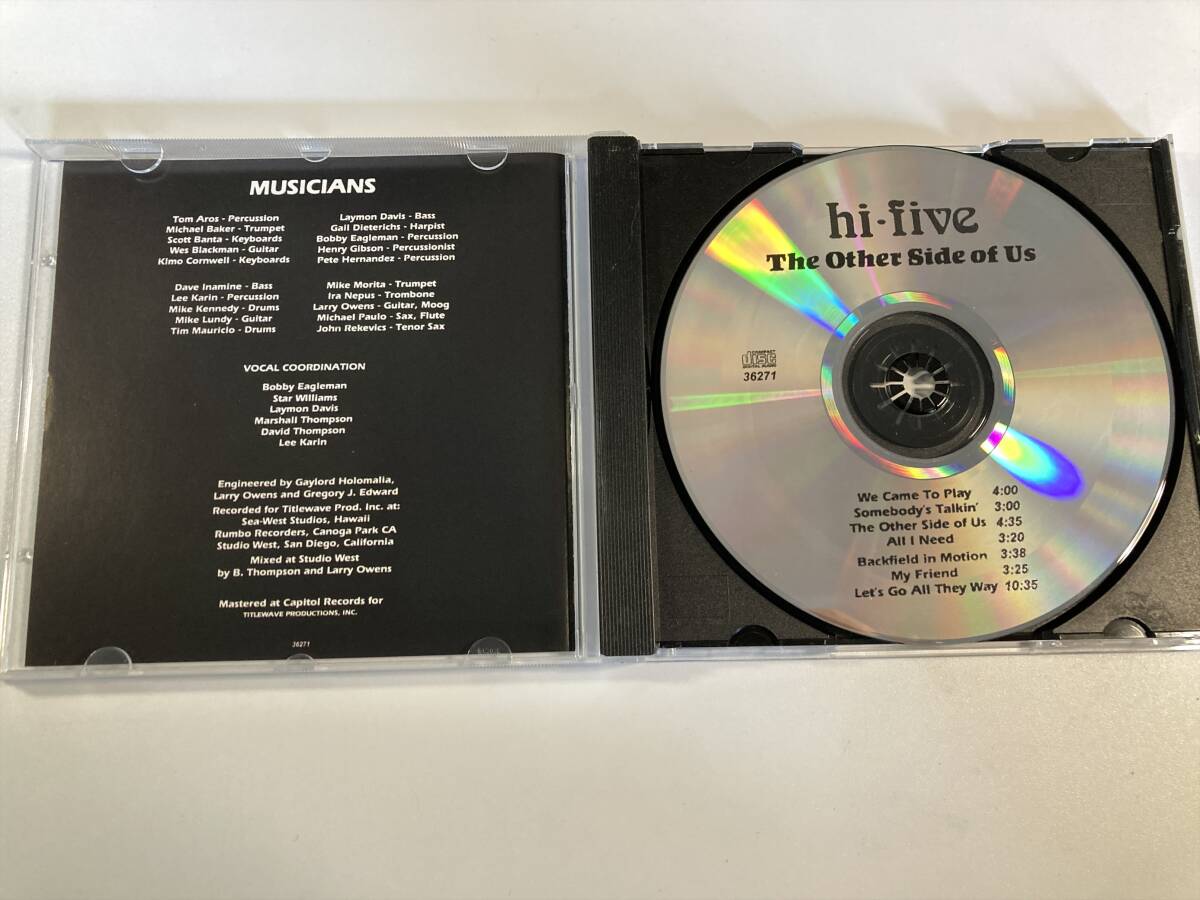 MUSICIANS
Tom Aros - Percussion
Michael Baker - Trumpet
Scott Banta - Keyboards
Wes Blackman - Guitar
Kimo Cornwell - Keyboards
Laymon Davis - Bass
Gail Dieterichs - Harpist
Bobby Eagleman - Percussion
Henry Gibson - Percussionist
Pete Hernandez - Percussion
Dave Inamine - Bass
Lee Karin - Percussion
Mike Kennedy - Drums
Mike Lundy - Guitar
Tim Mauricio - Drums
Mike Morita - Trumpet
Ira Nepus - Trombone
Larry Owens - Guitar, Moog
Michael Paulo - Sax, Flute
John Rekevics - Tenor Sax
VOCAL COORDINATION
Bobby Eagleman
Star Williams
Laymon Davis
Marshall Thompson
David Thompson
Lee Karin
Engineered by Gaylord Holomalia,
Larry Owens and Gregory J. Edward
Recorded for Titlewave Prod. Inc. at:
Sea-West Studios, Hawaii
Rumbo Recorders, Canoga Park CA
Studio West, San Diego, California
Mixed at Studio West
by B. Thompson and Larry Owens
Mastered at Capitol Records for
TITLEWAVE PRODUCTIONS, INC.
36271
hi-five
The Other Side of Us
COMPACT
disc
DIGITAL AUDIO
36271
We Came To Play 4:00
Somebody's Talkin' 3:00
The Other Side of Us 4:35
All I Need 3:20
Backfield in Motion 3:38
My Friend 3:25
Let's Go All They Way 10:35